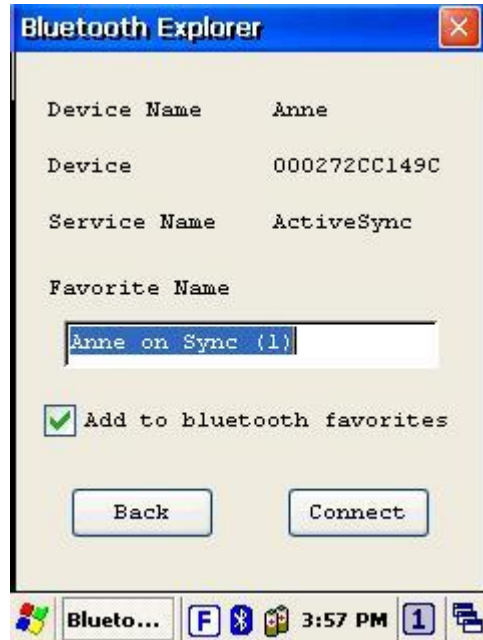 Bluetooth Explorer
Device Name Anne
Device 000272CC149C
Service Name ActiveSync
Favorite Name
Anne on Sync (1)
Add to bluetooth favorites
Back Connect
Blueto... F 3:57 PM 1